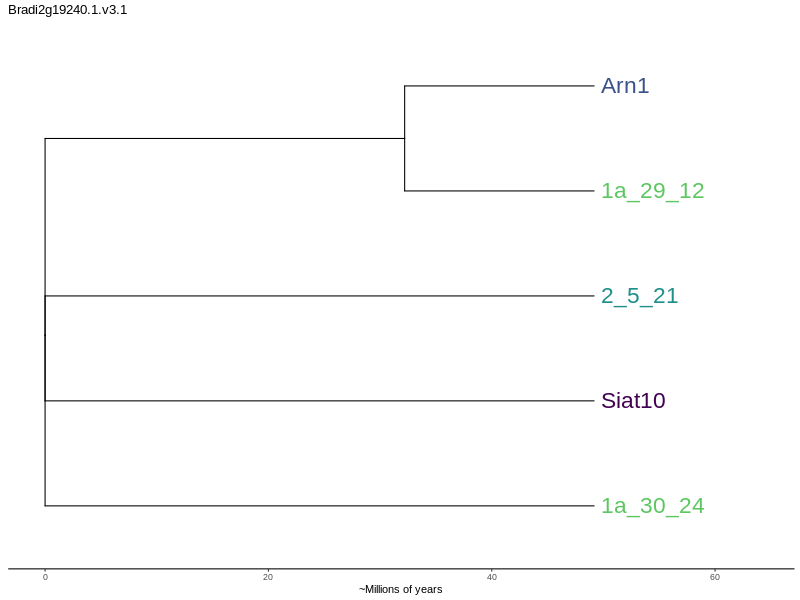 Bradi2g19240.1.v3.1
Arn1
1a_29_12
2_5_21
Siat10
1a_30_24
0 20 40 60
~Millions of years